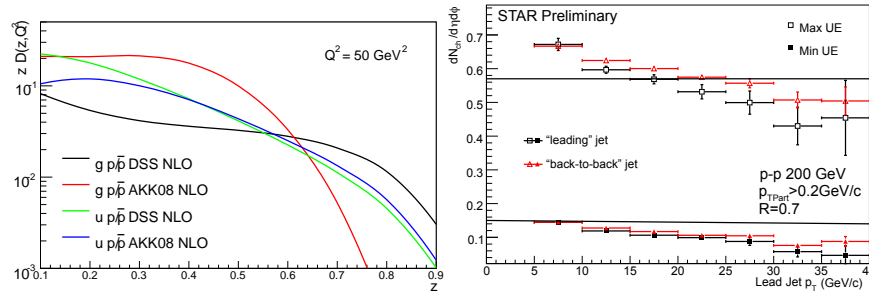 z D(z,Q²)
10⁻¹
10⁻²
10⁻³
Q² = 50 GeV²
g p/p̄ DSS NLO
g p/p̄ AKK08 NLO
u p/p̄ DSS NLO
u p/p̄ AKK08 NLO
0.1 0.2 0.3 0.4 0.5 0.6 0.7 0.8 0.9
z
dN_ch/dηdϕ
0.7
0.6
0.5
0.4
0.3
0.2
0.1
0
STAR Preliminary
Max UE
Min UE
"leading" jet
"back-to-back" jet
p-p 200 GeV
p_TPart>0.2GeV/c
R=0.7
0 5 10 15 20 25 30 35 40
Lead Jet p_T (GeV/c)